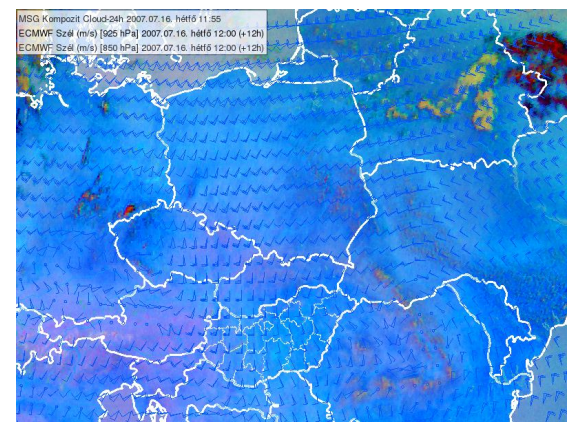 MSG Kompozit Cloud-24h 2007.07.16. hétfő 11:55
ECMWF Szél (m/s) [925 hPa] 2007.07.16. hétfő 12:00 (+12h)
ECMWF Szél (m/s) [850 hPa] 2007.07.16. hétfő 12:00 (+12h)